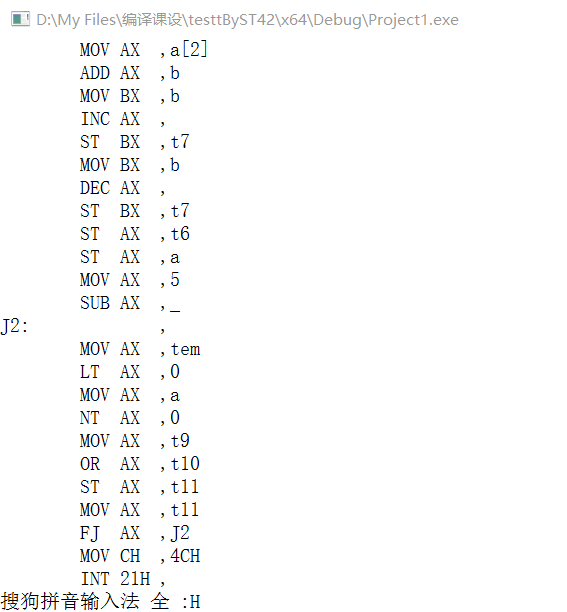 D:\My Files\编译课设\testtByST42\x64\Debug\Project1.exe
MOV AX ,a[2]
ADD AX ,b
MOV BX ,b
INC AX ,
ST BX ,t7
MOV BX ,b
DEC AX ,
ST BX ,t7
ST AX ,t6
ST AX ,a
MOV AX ,5
SUB AX ,_
J2: ,
MOV AX ,tem
LT AX ,0
MOV AX ,a
NT AX ,0
MOV AX ,t9
OR AX ,t10
ST AX ,t11
MOV AX ,t11
FJ AX ,J2
MOV CH ,4CH
INT 21H ,
搜狗拼音输入法 全 :H